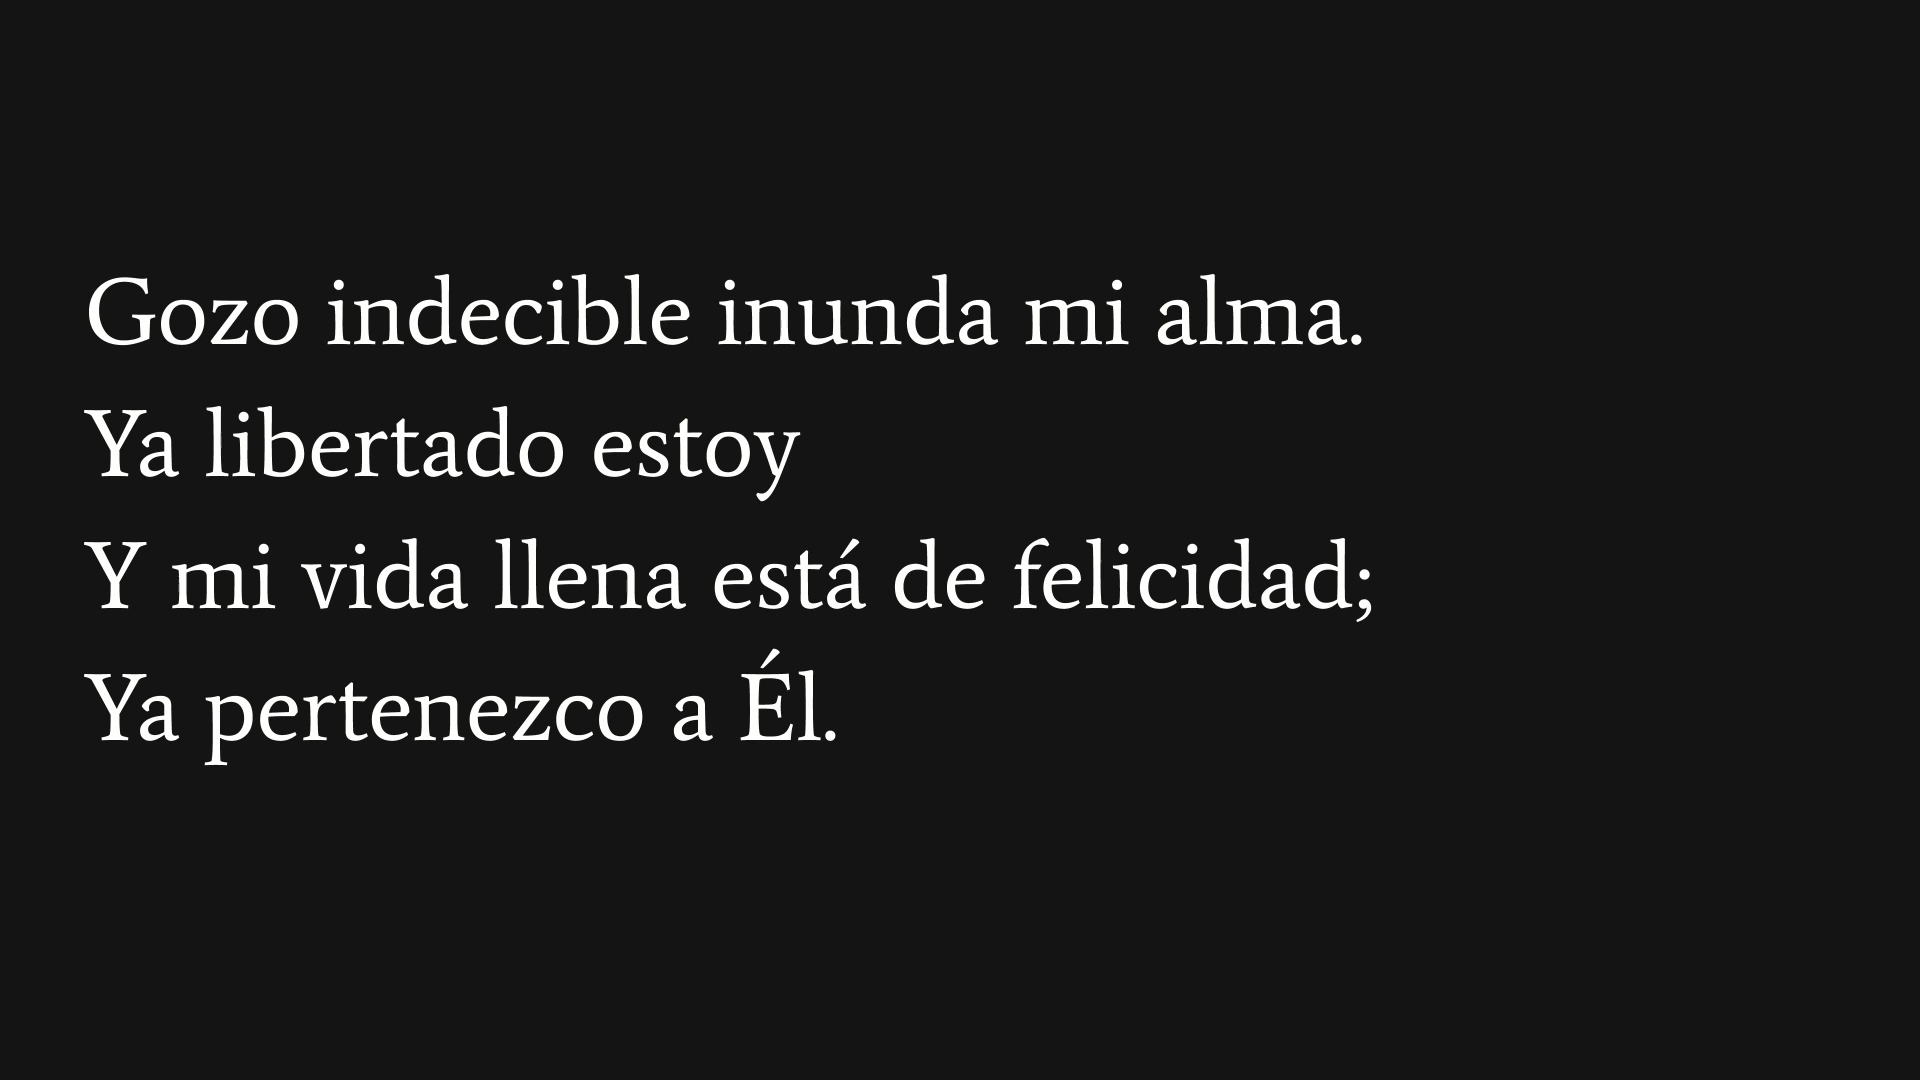 Gozo indecible inunda mi alma.
Ya libertado estoy
Y mi vida llena está de felicidad;
Ya pertenezco a Él.